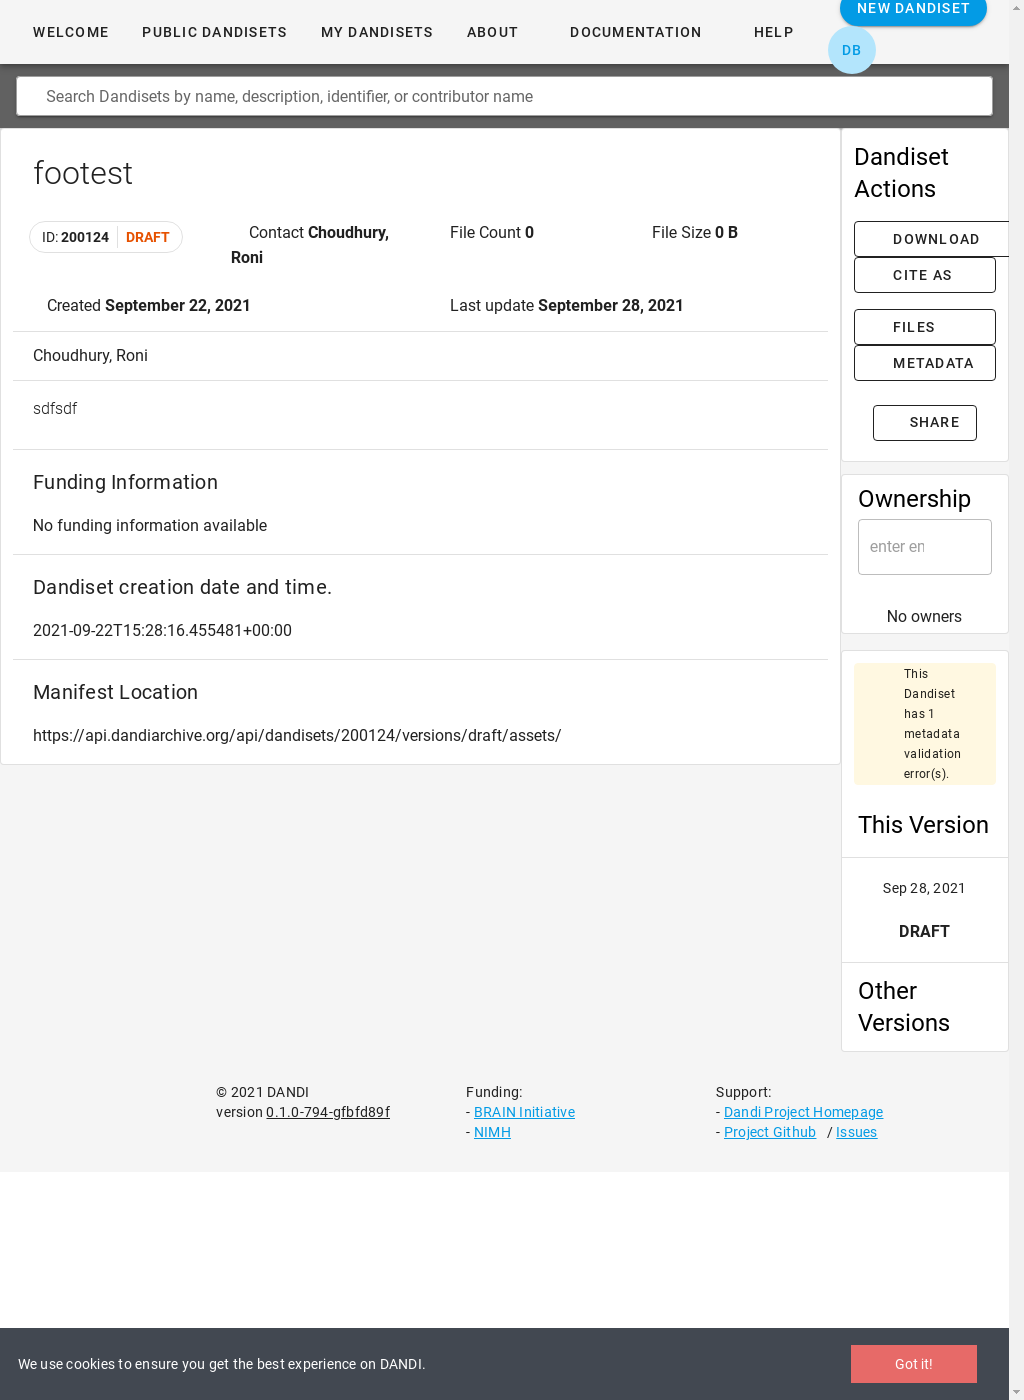 WELCOME PUBLIC DANDISETS MY DANDISETS ABOUT DOCUMENTATION HELP NEW DANDISET
DB
Search Dandisets by name, description, identifier, or contributor name
footest
ID: 200124 DRAFT
Contact Choudhury, Roni
File Count 0
File Size 0 B
Created September 22, 2021
Last update September 28, 2021
Choudhury, Roni
sdfsdf
Funding Information
No funding information available
Dandiset creation date and time.
2021-09-22T15:28:16.455481+00:00
Manifest Location
https://api.dandiarchive.org/api/dandisets/200124/versions/draft/assets/
Dandiset
Actions
DOWNLOAD
CITE AS
FILES
METADATA
SHARE
Ownership
enter en
No owners
This
Dandiset
has 1
metadata
validation
error(s).
This Version
Sep 28, 2021
DRAFT
Other
Versions
© 2021 DANDI
version 0.1.0-794-gfbfd89f
Funding:
- BRAIN Initiative
- NIMH
Support:
- Dandi Project Homepage
- Project Github / Issues
We use cookies to ensure you get the best experience on DANDI.
Got it!